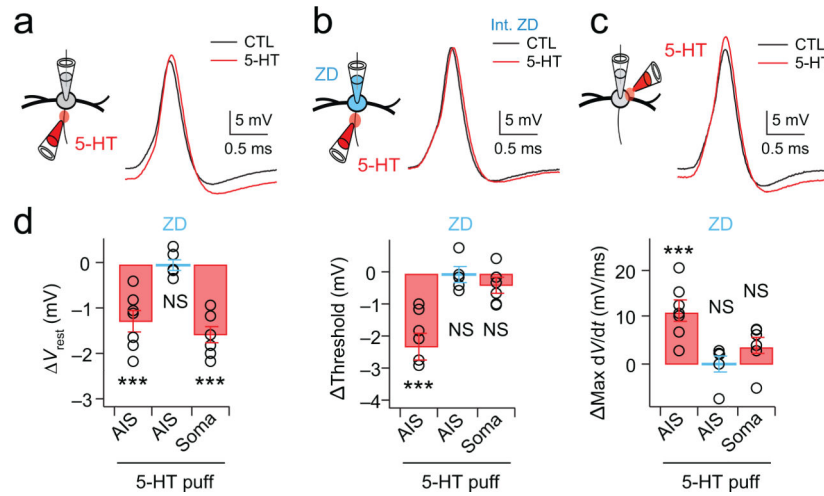 a
CTL
5-HT
5-HT
5 mV
0.5 ms
b
Int. ZD
CTL
5-HT
ZD
5-HT
5 mV
0.5 ms
c
5-HT
CTL
5-HT
5 mV
0.5 ms
d
ZD
ΔVrest (mV)
0
−1
−2
−3
NS
***
***
AIS
AIS
Soma
5-HT puff
ZD
ΔThreshold (mV)
0
−1
−2
−3
−4
NS
NS
***
AIS
AIS
Soma
5-HT puff
ZD
ΔMax dV/dt (mV/ms)
20
10
0
***
NS
NS
AIS
AIS
Soma
5-HT puff